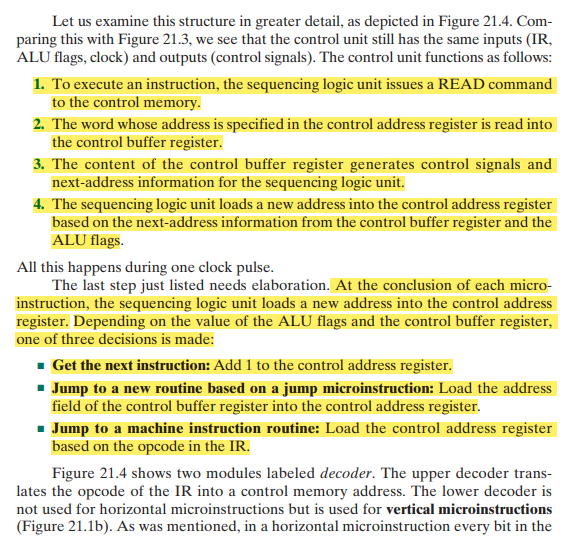 Let us examine this structure in greater detail, as depicted in Figure 21.4. Com-
paring this with Figure 21.3, we see that the control unit still has the same inputs (IR,
ALU flags, clock) and outputs (control signals). The control unit functions as follows:
1. To execute an instruction, the sequencing logic unit issues a READ command
to the control memory.
2. The word whose address is specified in the control address register is read into
the control buffer register.
3. The content of the control buffer register generates control signals and
next-address information for the sequencing logic unit.
4. The sequencing logic unit loads a new address into the control address register
based on the next-address information from the control buffer register and the
ALU flags.
All this happens during one clock pulse.
The last step just listed needs elaboration. At the conclusion of each micro-
instruction, the sequencing logic unit loads a new address into the control address
register. Depending on the value of the ALU flags and the control buffer register,
one of three decisions is made:
■ Get the next instruction: Add 1 to the control address register.
■ Jump to a new routine based on a jump microinstruction: Load the address
field of the control buffer register into the control address register.
■ Jump to a machine instruction routine: Load the control address register
based on the opcode in the IR.
Figure 21.4 shows two modules labeled decoder. The upper decoder trans-
lates the opcode of the IR into a control memory address. The lower decoder is
not used for horizontal microinstructions but is used for vertical microinstructions
(Figure 21.1b). As was mentioned, in a horizontal microinstruction every bit in the